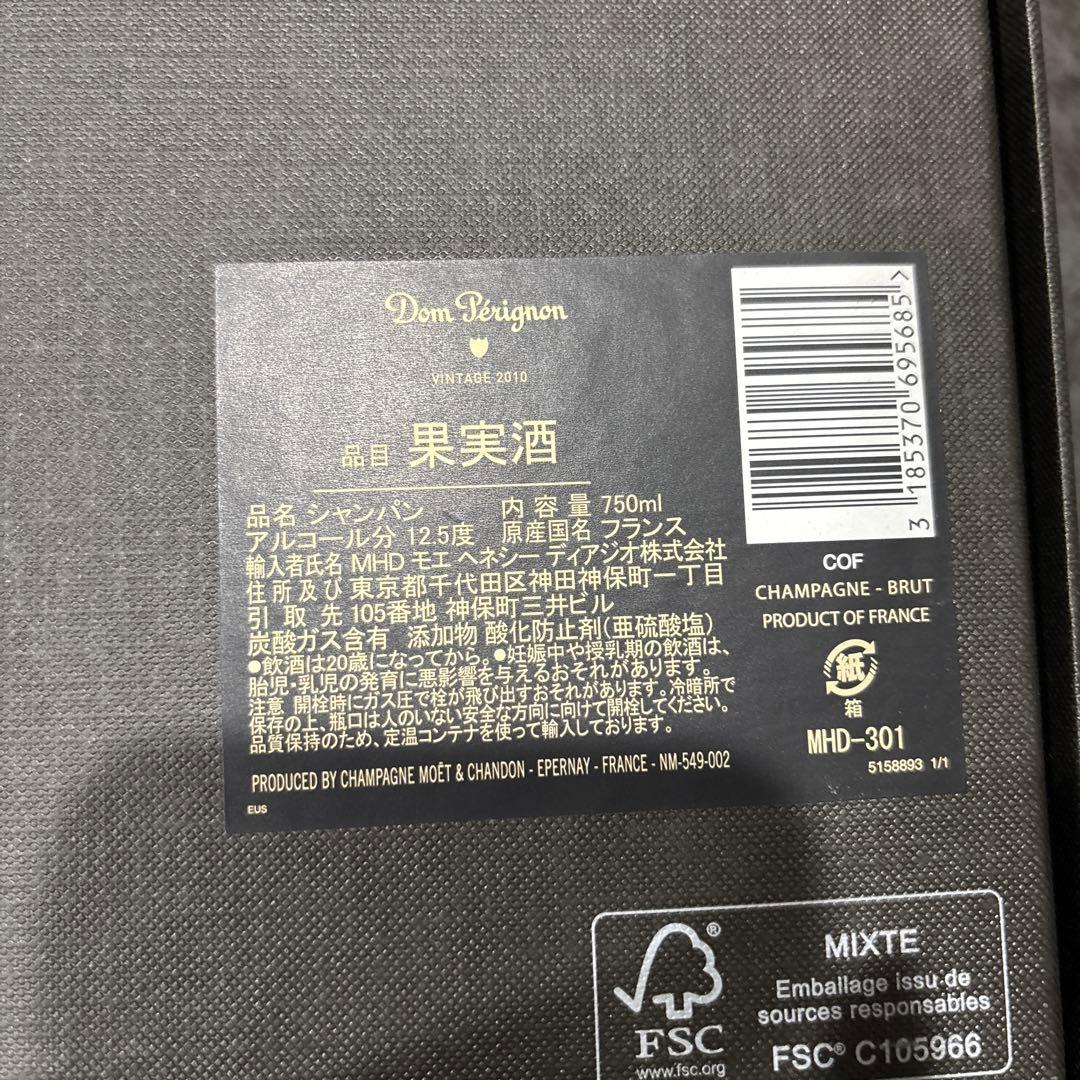 Dom Pérignon
VINTAGE 2010
品目 果実酒
品名 シャンパン 内容量 750ml
アルコール分 12.5度 原産国名 フランス
輸入者氏名 MHD モエ ヘネシー ディアジオ株式会社
住所及び 東京都千代田区神田神保町一丁目
引取先 105番地 神保町三井ビル
炭酸ガス含有 添加物 酸化防止剤(亜硫酸塩)
●飲酒は20歳になってから。●妊娠中や授乳期の飲酒は、
胎児・乳児の発育に悪影響を与えるおそれがあります。
注意 開栓時にガス圧で栓が飛び出すおそれがあります。冷暗所で
保存の上、瓶口は人のいない安全な方向に向けて開栓してください。
品質保持のため、定温コンテナを使って輸入しております。
PRODUCED BY CHAMPAGNE MOËT & CHANDON - EPERNAY - FRANCE - NM-549-002
EUS
3 185370 695685 >
COF
CHAMPAGNE - BRUT
PRODUCT OF FRANCE
紙
箱
MHD-301
5158893 1/1
®
FSC
www.fsc.org
MIXTE
Emballage issu de
sources responsables
FSC® C105966